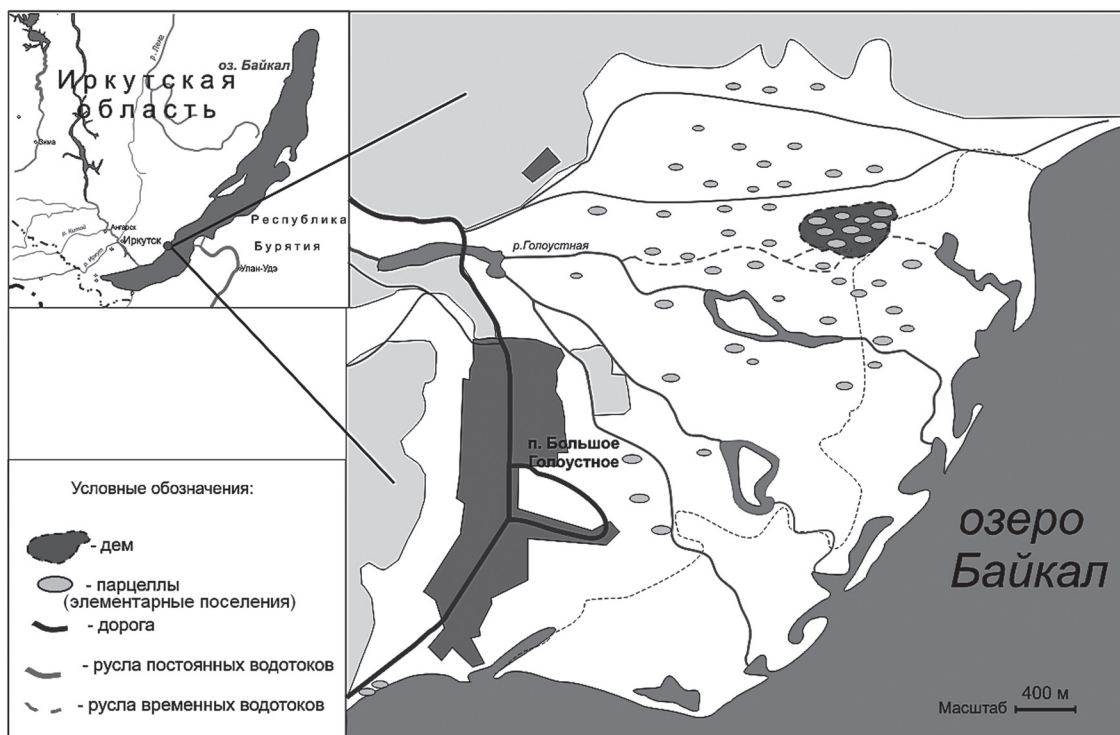 р. Лена
оз. Байкал
Иркутская
область
Зима
Республика
Бурятия
р. Китой
Ангарск
Иркутск
р. Иркут
Улан-Удэ
р.Голоустная
п. Большое
Голоустное
озеро
Байкал
400 м
Масштаб
Условные обозначения:
- дем
- парцеллы
(элементарные поселения)
- дорога
- русла постоянных водотоков
- русла временных водотоков